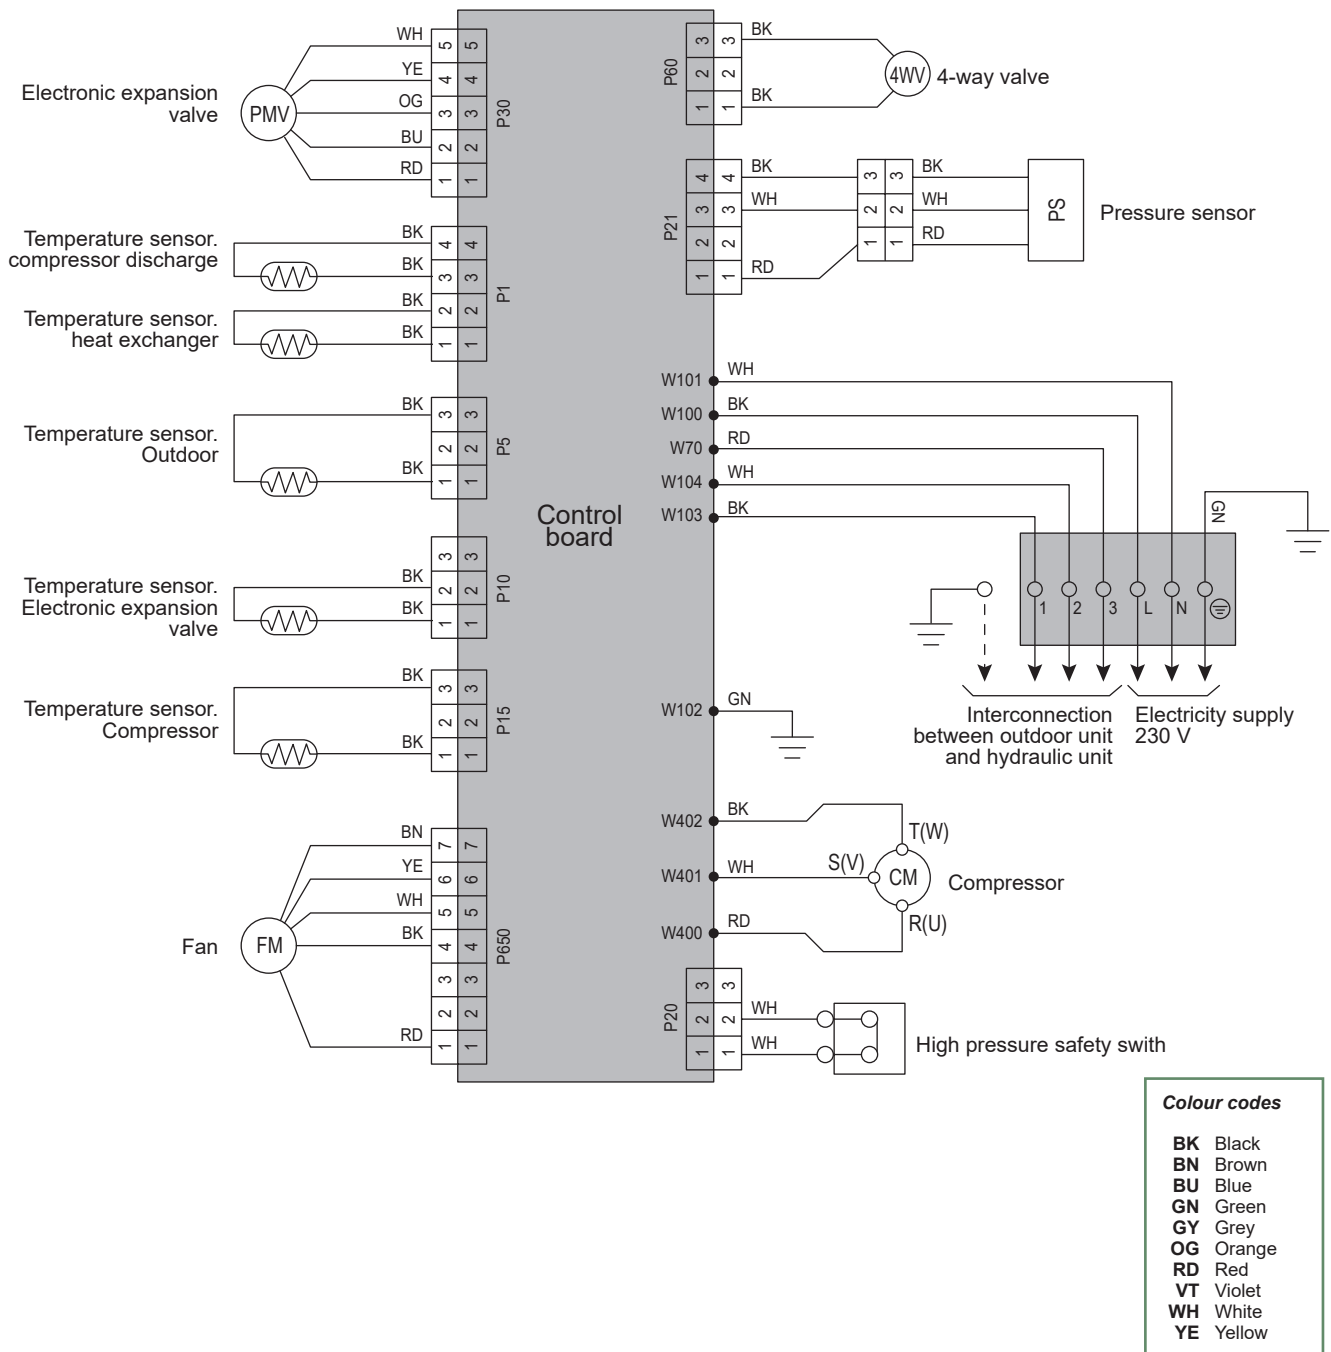 Electronic expansion
valve
PMV
WH
YE
OG
BU
RD
5 5
4 4
3 3
2 2
1 1
P30
Temperature sensor.
compressor discharge
BK
BK
Temperature sensor.
heat exchanger
BK
BK
4 4
3 3
2 2
1 1
P1
Temperature sensor.
Outdoor
BK
BK
3 3
2 2
1 1
P5
Temperature sensor.
Electronic expansion
valve
BK
BK
3 3
2 2
1 1
P10
Temperature sensor.
Compressor
BK
BK
3 3
2 2
1 1
P15
Fan
FM
BN
YE
WH
BK
RD
7 7
6 6
5 5
4 4
3 3
2 2
1 1
P650
Control
board
P60
3 3
2 2
1 1
BK
BK
4WV
4-way valve
P21
4 4
3 3
2 2
1 1
BK
WH
RD
3 3
2 2
1 1
BK
WH
RD
PS
Pressure sensor
W101 WH
W100 BK
W70 RD
W104 WH
W103 BK
GN
1 2 3 L N
Interconnection
between outdoor unit
and hydraulic unit
Electricity supply
230 V
W102 GN
W402 BK
W401 WH
W400 RD
T(W)
S(V)
CM
R(U)
Compressor
P20
3 3
2 2
1 1
WH
WH
High pressure safety swith
Colour codes
BK Black
BN Brown
BU Blue
GN Green
GY Grey
OG Orange
RD Red
VT Violet
WH White
YE Yellow